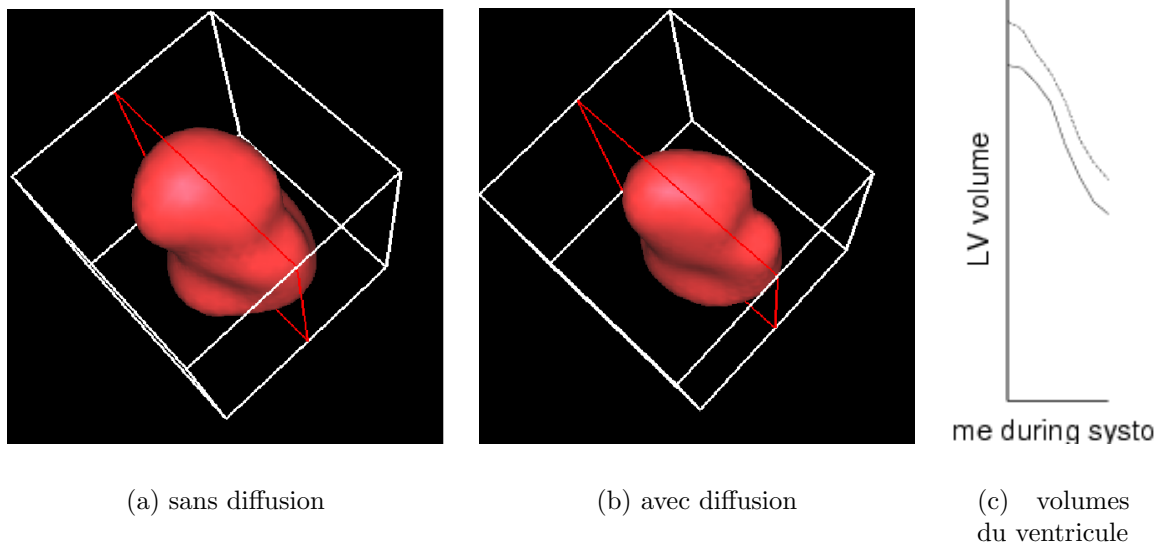 LV volume
me during systo
(a) sans diffusion
(b) avec diffusion
(c) volumes
du ventricule